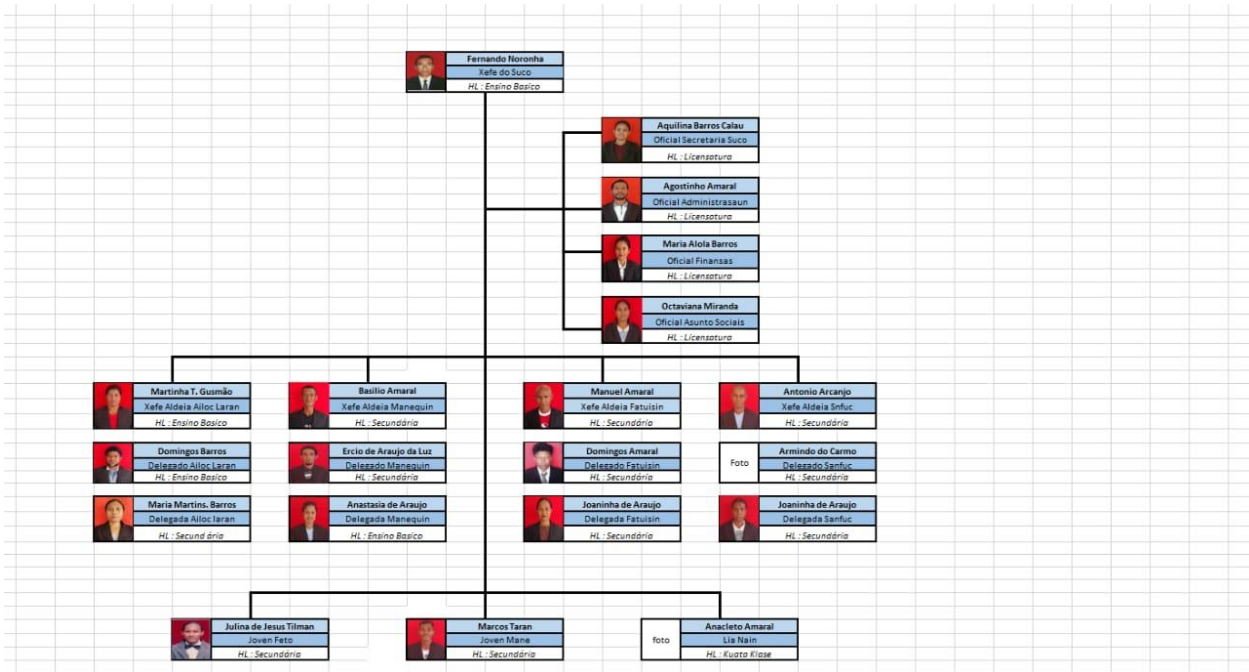 Fernando Noronha
Xefe do Suco
HL : Ensino Basico
Aquilina Barros Calau
Oficial Secretaria Suco
HL : Licensatura
Agostinho Amaral
Oficial Administrasaun
HL : Licensatura
Maria Alola Barros
Oficial Finansas
HL : Licensatura
Octaviana Miranda
Oficial Asunto Sociais
HL : Licensatura
Martinha T. Gusmão
Xefe Aldeia Ailoc Laran
HL : Ensino Basico
Basilio Amaral
Xefe Aldeia Manequin
HL : Secundária
Manuel Amaral
Xefe Aldeia Fatuisin
HL : Secundária
Antonio Arcanjo
Xefe Aldeia Snfuc
HL : Secundária
Domingos Barros
Delegado Ailoc Laran
HL : Ensino Basico
Ercio de Araujo da Luz
Delegado Manequin
HL : Secundária
Domingos Amaral
Delegado Fatuisin
HL : Secundária
Foto
Armindo do Carmo
Delegado Sanfuc
HL : Secundária
Maria Martins. Barros
Delegada Ailoc laran
HL : Secund ária
Anastasia de Araujo
Delegada Manequin
HL : Ensino Basico
Joaninha de Araujo
Delegada Fatuisin
HL : Secundária
Joaninha de Araujo
Delegada Sanfuc
HL : Secundária
Julina de Jesus Tilman
Joven Feto
HL : Secundária
Marcos Taran
Joven Mane
HL : Secundária
foto
Anacleto Amaral
Lia Nain
HL : Kuata Klase